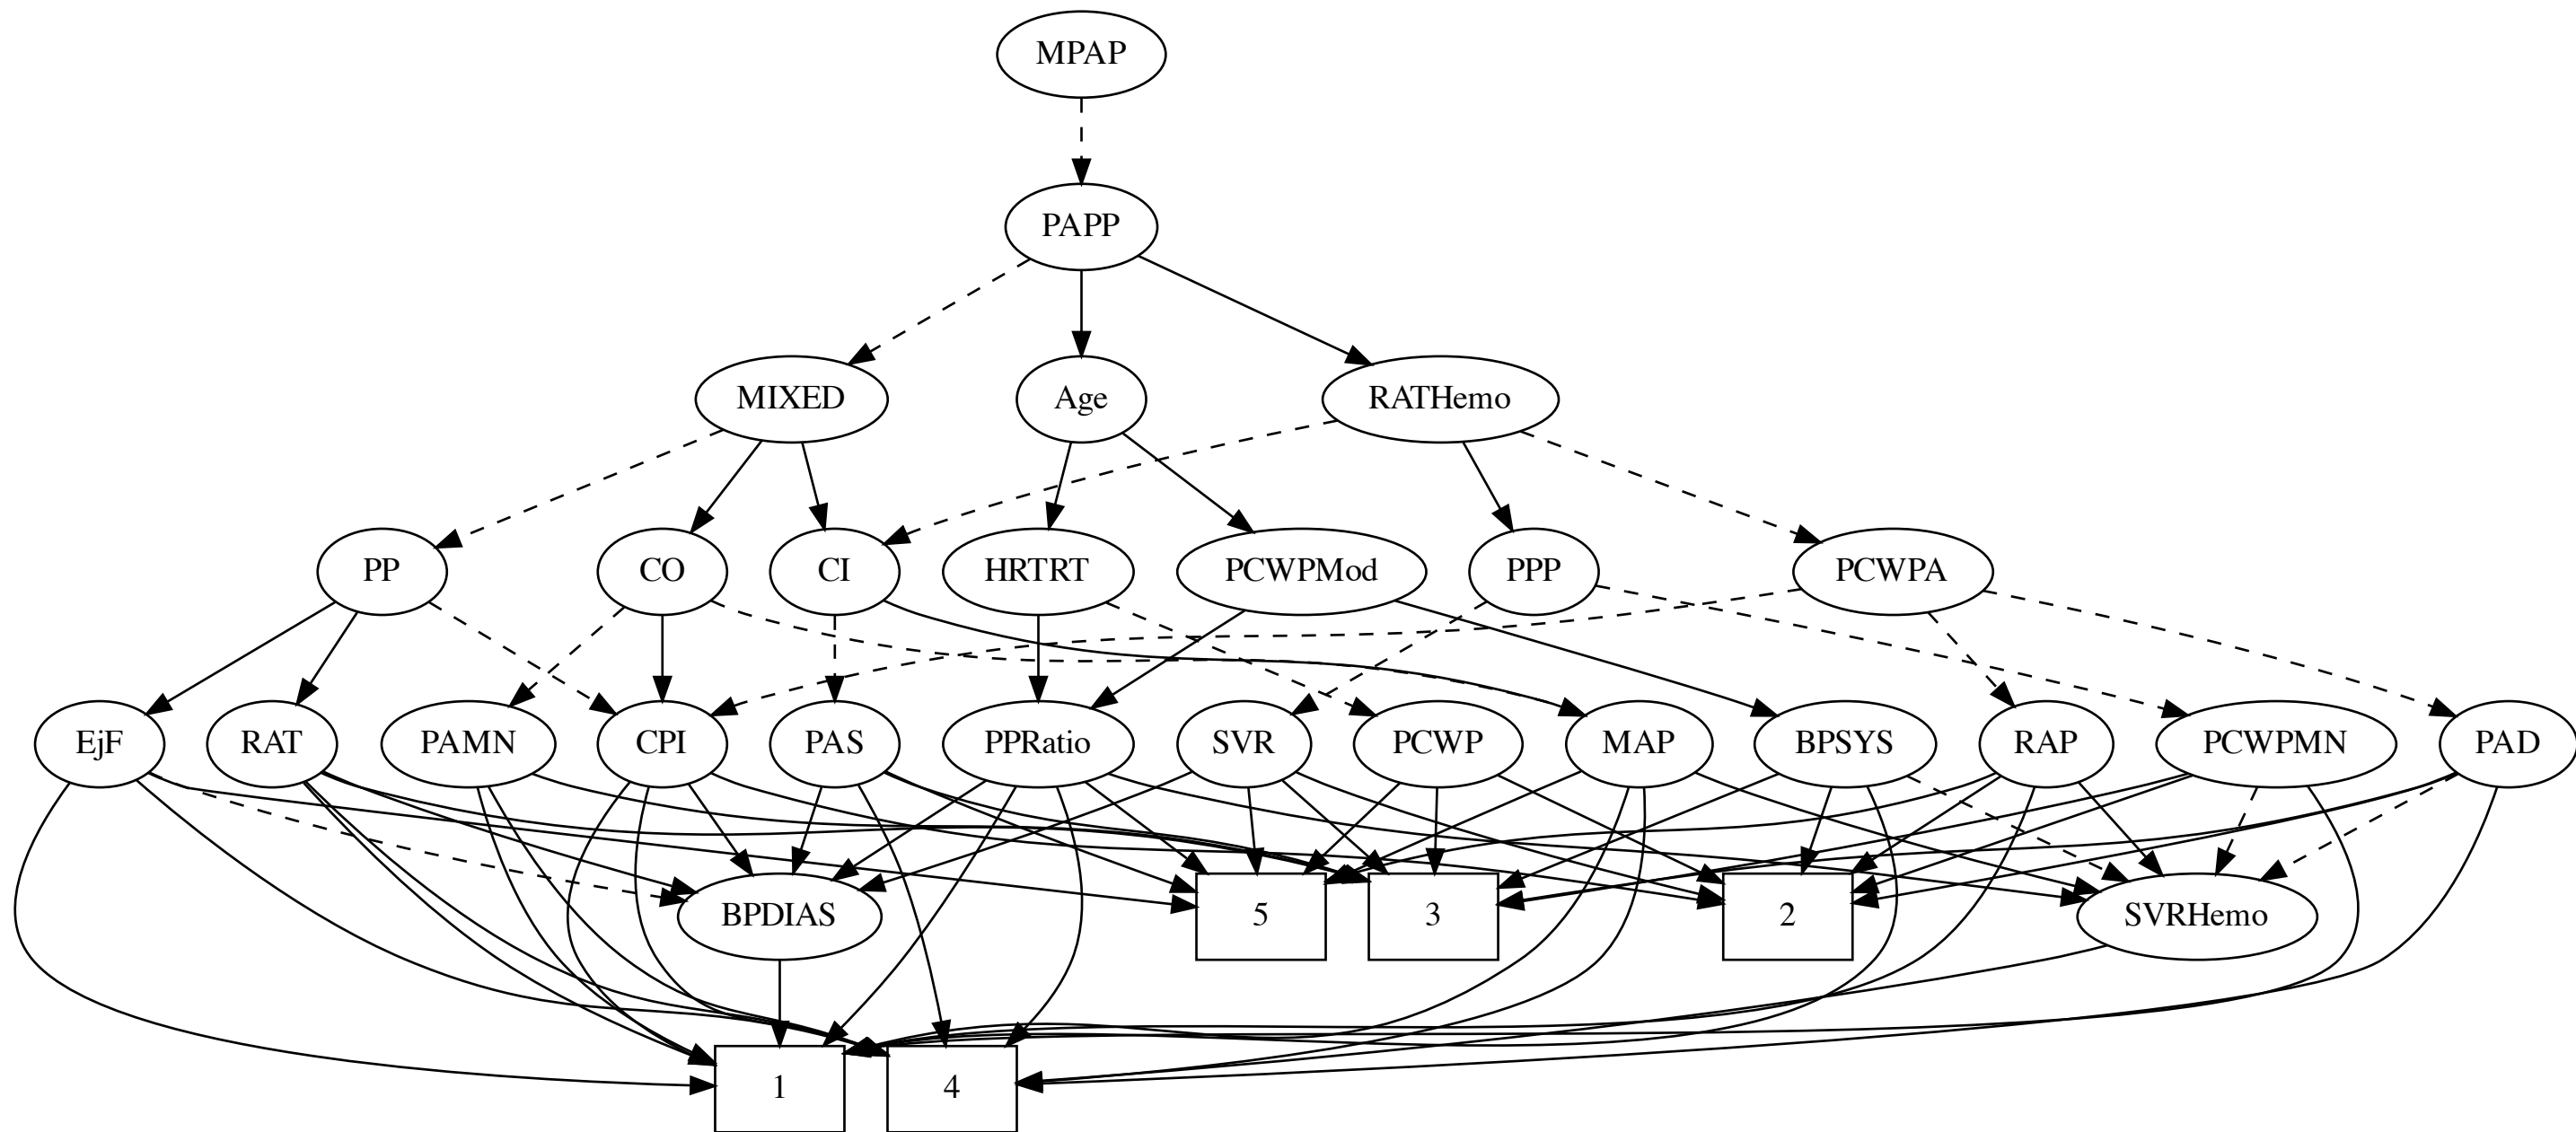 MPAP
PAPP
MIXED
Age
RATHemo
PP
CO
CI
HRTRT
PCWPMod
PPP
PCWPA
EjF
RAT
PAMN
CPI
PAS
PPRatio
SVR
PCWP
MAP
BPSYS
RAP
PCWPMN
PAD
BPDIAS
5
3
2
SVRHemo
1
4